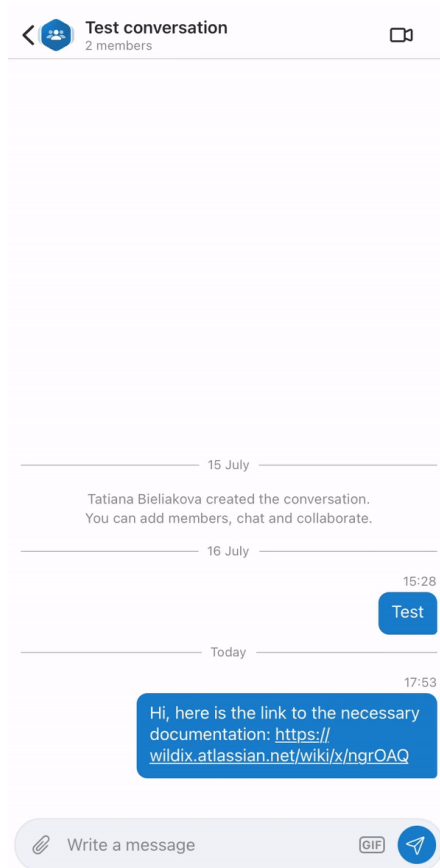 Test conversation
2 members
15 July
Tatiana Bieliakova created the conversation.
You can add members, chat and collaborate.
16 July
15:28
Test
Today
17:53
Hi, here is the link to the necessary
documentation: https://
wildix.atlassian.net/wiki/x/ngrOAQ
Write a message
GIF